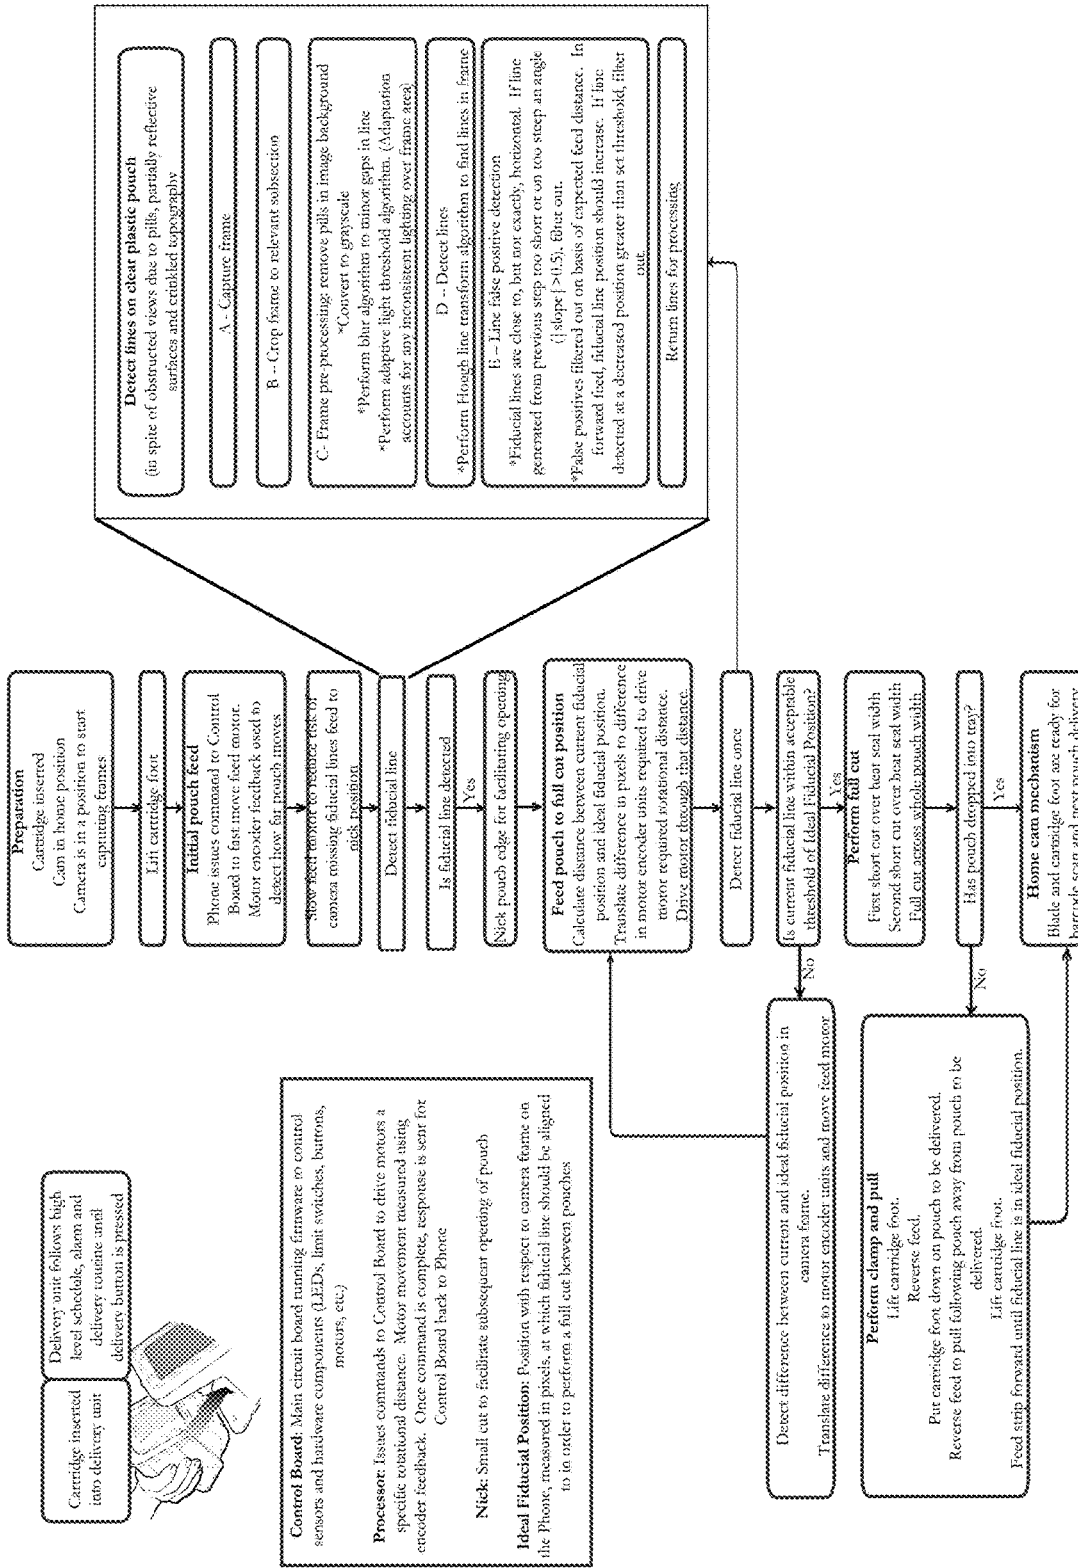 Cartridge inserted
into delivery unit
Delivery unit follows high
level schedule, alarm and
delivery routine until
delivery button is pressed
Control Board: Main circuit board running firmware to control
sensors and hardware components (LEDs, limit switches, buttons,
motors, etc.)
Processor: Issues commands to Control Board to drive motors a
specific rotational distance. Motor movement measured using
encoder feedback. Once command is complete, response is sent for
Control Board back to Phone
Nick: Small cut to facilitate subsequent opening of pouch
Ideal Fiducial Position: Position with respect to camera frame on
the Phone, measured in pixels, at which fiducial line should be aligned
to in order to perform a full cut between pouches
Preparation
Cartridge inserted
Cam in home position
Camera is in a position to start
capturing frames
Lift cartridge foot
Initial pouch feed
Phone issues command to Control
Board to fast move feed motor.
Motor encoder feedback used to
detect how far pouch moves
Slow feed motor to reduce risk of
camera missing fiducial lines feed to
nick position
Detect fiducial line
Is fiducial line detected
Yes
Nick pouch edge for facilitating opening
Feed pouch to full cut position
Calculate distance between current fiducial
position and ideal fiducial position.
Translate difference in pixels to difference
in motor encoder units required to drive
motor required rotational distance.
Drive motor through that distance.
Detect fiducial line once
Is current fiducial line within acceptable
threshold of Ideal Fiducial Position?
No
Yes
Detect difference between current and ideal fiducial position in
camera frame.
Translate difference to motor encoder units and move feed motor
Perform full cut
First short cut over heat seal width
Second short cut over heat seal width
Full cut across whole pouch width
Has pouch dropped into tray?
No
Yes
Perform clamp and pull
Lift cartridge foot.
Reverse feed.
Put cartridge foot down on pouch to be delivered.
Reverse feed to pull following pouch away from pouch to be
delivered.
Lift cartridge foot.
Feed strip forward until fiducial line is in ideal fiducial position.
Home cam mechanism
Blade and cartridge foot are ready for
barcode scan and next pouch delivery
Detect lines on clear plastic pouch
(in spite of obstructed views due to pills, partially reflective
surfaces and crinkled topography
A - Capture frame
B - Crop frame to relevant subsection
C- Frame pre-processing: remove pills in image background
*Convert to grayscale
*Perform blur algorithm to minor gaps in line
*Perform adaptive light threshold algorithm. (Adaptation
accounts for any inconsistent lighting over frame area)
D – Detect lines
*Perform Hough line transform algorithm to find lines in frame
E – Line false positive detection
*Fiducial lines are close to, but not exactly, horizontal. If line
generated from previous step too short or on too steep an angle
(|slope|>0.5), filter out.
*False positives filtered out on basis of expected feed distance. In
forward feed, fiducial line position should increase. If line
detected at a decreased position greater than set threshold, filter
out.
Return lines for processing